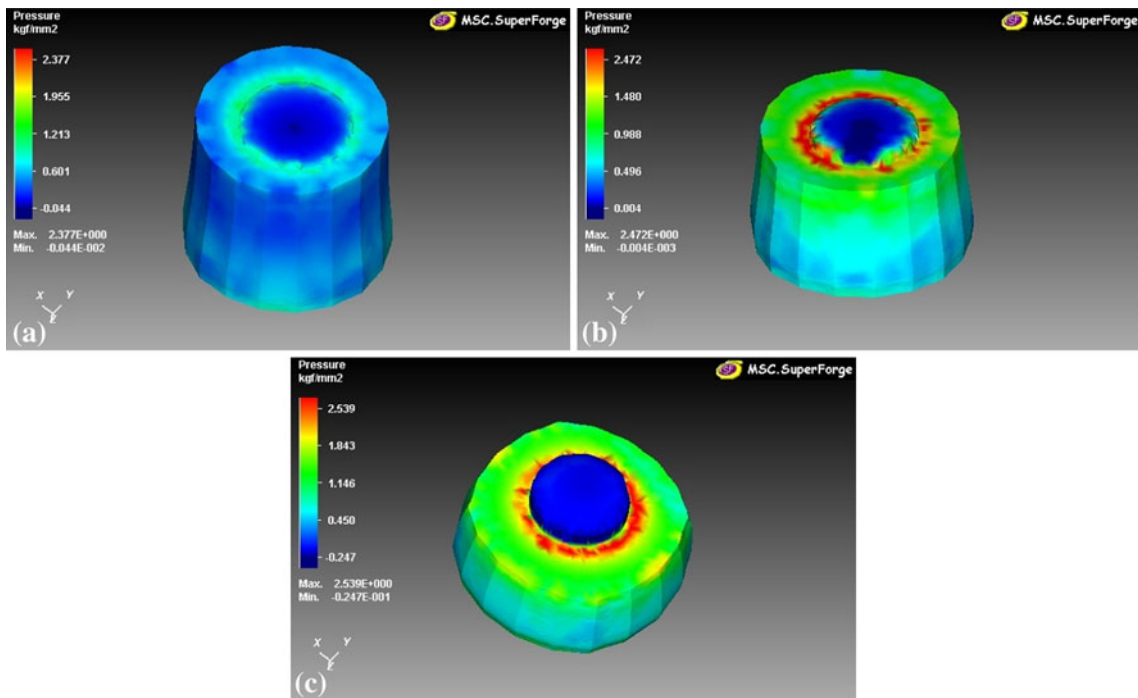 Pressure
kgf/mm2
2.377
1.955
1.213
0.601
-0.044
Max. 2.377E+000
Min. -0.044E-002
MSC.SuperForge
X Y
Z
(a)
Pressure
kgf/mm2
2.472
1.480
0.988
0.496
0.004
Max. 2.472E+000
Min. -0.004E-003
MSC.SuperForge
X Y
Z
(b)
Pressure
kgf/mm2
2.539
1.843
1.146
0.450
-0.247
Max. 2.539E+000
Min. -0.247E-001
MSC.SuperForge
X Y
Z
(c)